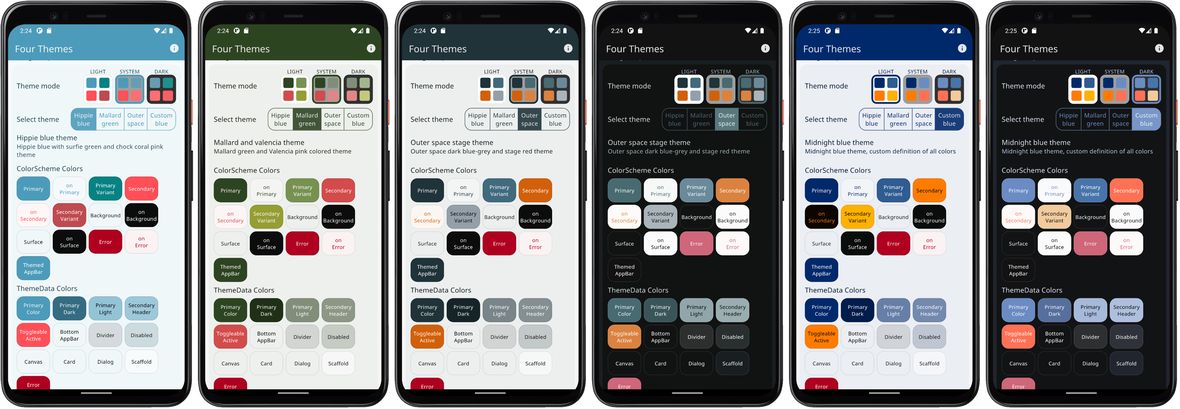 2:24
Four Themes
LIGHT SYSTEM DARK
Theme mode
Select theme
Hippie blue
Mallard green
Outer space
Custom blue
Hippie blue theme
Hippie blue with surfie green and chock coral pink
theme
ColorScheme Colors
Primary
on Primary
Primary Variant
Secondary
on Secondary
Secondary Variant
Background
on Background
Surface
on Surface
Error
on Error
Themed AppBar
ThemeData Colors
Primary Color
Primary Dark
Primary Light
Secondary Header
Toggleable Active
Bottom AppBar
Divider
Disabled
Canvas
Card
Dialog
Scaffold
Error
2:24
Four Themes
LIGHT SYSTEM DARK
Theme mode
Select theme
Hippie blue
Mallard green
Outer space
Custom blue
Mallard and valencia theme
Mallard green and Valencia pink colored theme
ColorScheme Colors
Primary
on Primary
Primary Variant
Secondary
on Secondary
Secondary Variant
Background
on Background
Surface
on Surface
Error
on Error
Themed AppBar
ThemeData Colors
Primary Color
Primary Dark
Primary Light
Secondary Header
Toggleable Active
Bottom AppBar
Divider
Disabled
Canvas
Card
Dialog
Scaffold
Error
2:24
Four Themes
LIGHT SYSTEM DARK
Theme mode
Select theme
Hippie blue
Mallard green
Outer space
Custom blue
Outer space stage theme
Outer space dark blue-grey and stage red theme
ColorScheme Colors
Primary
on Primary
Primary Variant
Secondary
on Secondary
Secondary Variant
Background
on Background
Surface
on Surface
Error
on Error
Themed AppBar
ThemeData Colors
Primary Color
Primary Dark
Primary Light
Secondary Header
Toggleable Active
Bottom AppBar
Divider
Disabled
Canvas
Card
Dialog
Scaffold
Error
2:24
Four Themes
LIGHT SYSTEM DARK
Theme mode
Select theme
Hippie blue
Mallard green
Outer space
Custom blue
Outer space stage theme
Outer space dark blue-grey and stage red theme
ColorScheme Colors
Primary
on Primary
Primary Variant
Secondary
on Secondary
Secondary Variant
Background
on Background
Surface
on Surface
Error
on Error
Themed AppBar
ThemeData Colors
Primary Color
Primary Dark
Primary Light
Secondary Header
Toggleable Active
Bottom AppBar
Divider
Disabled
Canvas
Card
Dialog
Scaffold
Error
2:25
Four Themes
LIGHT SYSTEM DARK
Theme mode
Select theme
Hippie blue
Mallard green
Outer space
Custom blue
Midnight blue theme
Midnight blue theme, custom definition of all colors
ColorScheme Colors
Primary
on Primary
Primary Variant
Secondary
on Secondary
Secondary Variant
Background
on Background
Surface
on Surface
Error
on Error
Themed AppBar
ThemeData Colors
Primary Color
Primary Dark
Primary Light
Secondary Header
Toggleable Active
Bottom AppBar
Divider
Disabled
Canvas
Card
Dialog
Scaffold
Error
2:25
Four Themes
LIGHT SYSTEM DARK
Theme mode
Select theme
Hippie blue
Mallard green
Outer space
Custom blue
Midnight blue theme
Midnight blue theme, custom definition of all colors
ColorScheme Colors
Primary
on Primary
Primary Variant
Secondary
on Secondary
Secondary Variant
Background
on Background
Surface
on Surface
Error
on Error
Themed AppBar
ThemeData Colors
Primary Color
Primary Dark
Primary Light
Secondary Header
Toggleable Active
Bottom AppBar
Divider
Disabled
Canvas
Card
Dialog
Scaffold
Error